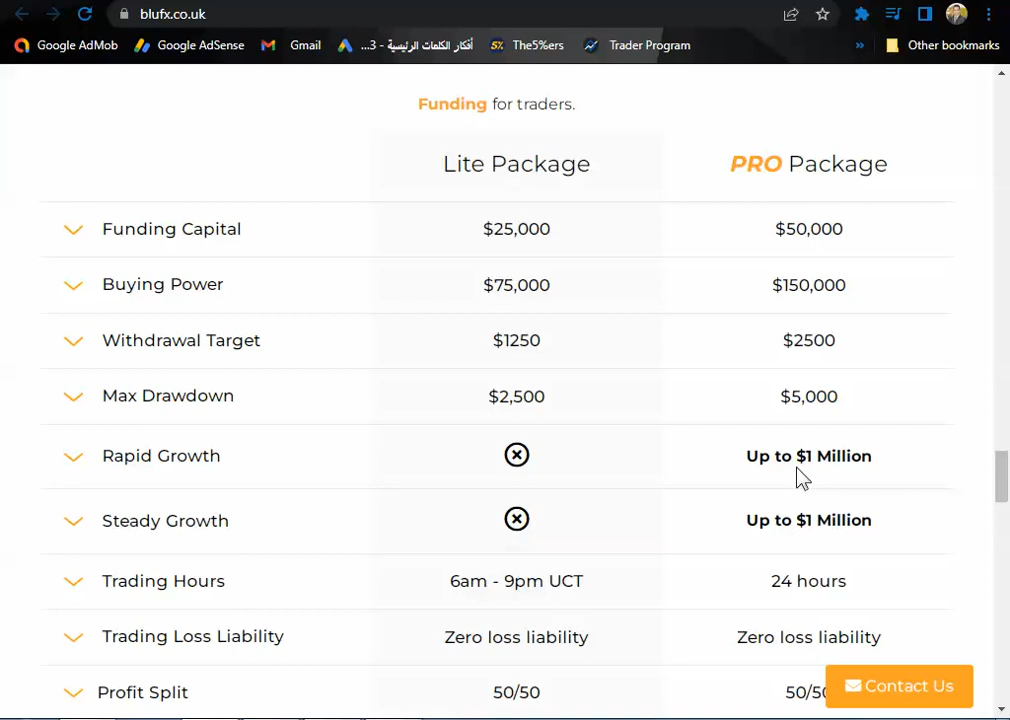 blufx.co.uk
Google AdMob Google AdSense Gmail أفكار الكلمات الرئيسية - 3... The5%ers Trader Program » Other bookmarks
Funding for traders.
Lite Package PRO Package
Funding Capital $25,000 $50,000
Buying Power $75,000 $150,000
Withdrawal Target $1250 $2500
Max Drawdown $2,500 $5,000
Rapid Growth Up to $1 Million
Steady Growth Up to $1 Million
Trading Hours 6am - 9pm UCT 24 hours
Trading Loss Liability Zero loss liability Zero loss liability
Contact Us
Profit Split 50/50 50/50